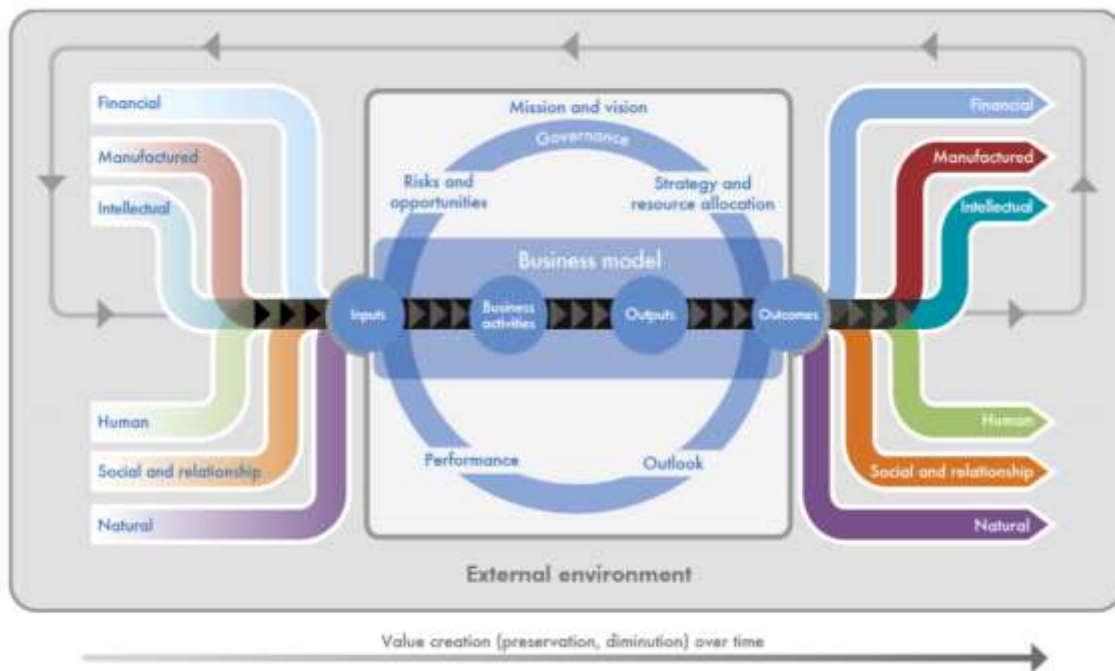 Financial
Manufactured
Intellectual
Human
Social and relationship
Natural
Mission and vision
Governance
Risks and
opportunities
Strategy and
resource allocation
Business model
Inputs
Business
activities
Outputs
Outcomes
Performance
Outlook
Financial
Manufactured
Intellectual
Human
Social and relationship
Natural
External environment
Value creation (preservation, diminution) over time